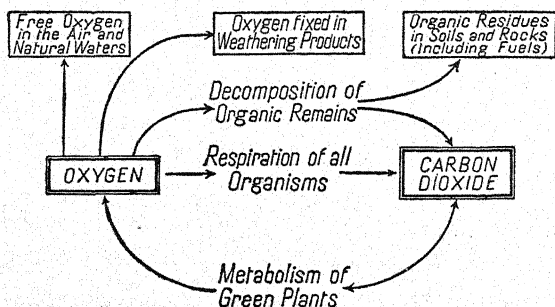 Free Oxygen
in the Air and
Natural Waters
Oxygen fixed in
Weathering Products
Organic Residues
in Soils and Rocks
(Including Fuels)
Decomposition of
Organic Remains
OXYGEN
Respiration of all
Organisms
CARBON
DIOXIDE
Metabolism of
Green Plants